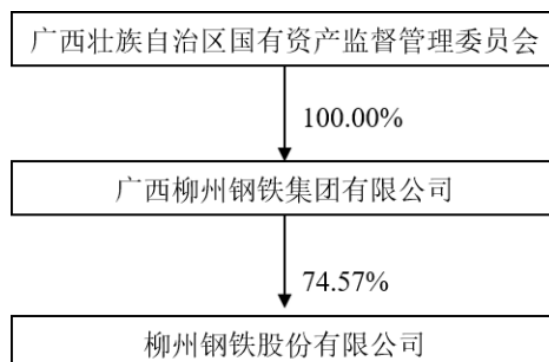 广西壮族自治区国有资产监督管理委员会
100.00%
广西柳州钢铁集团有限公司
74.57%
柳州钢铁股份有限公司